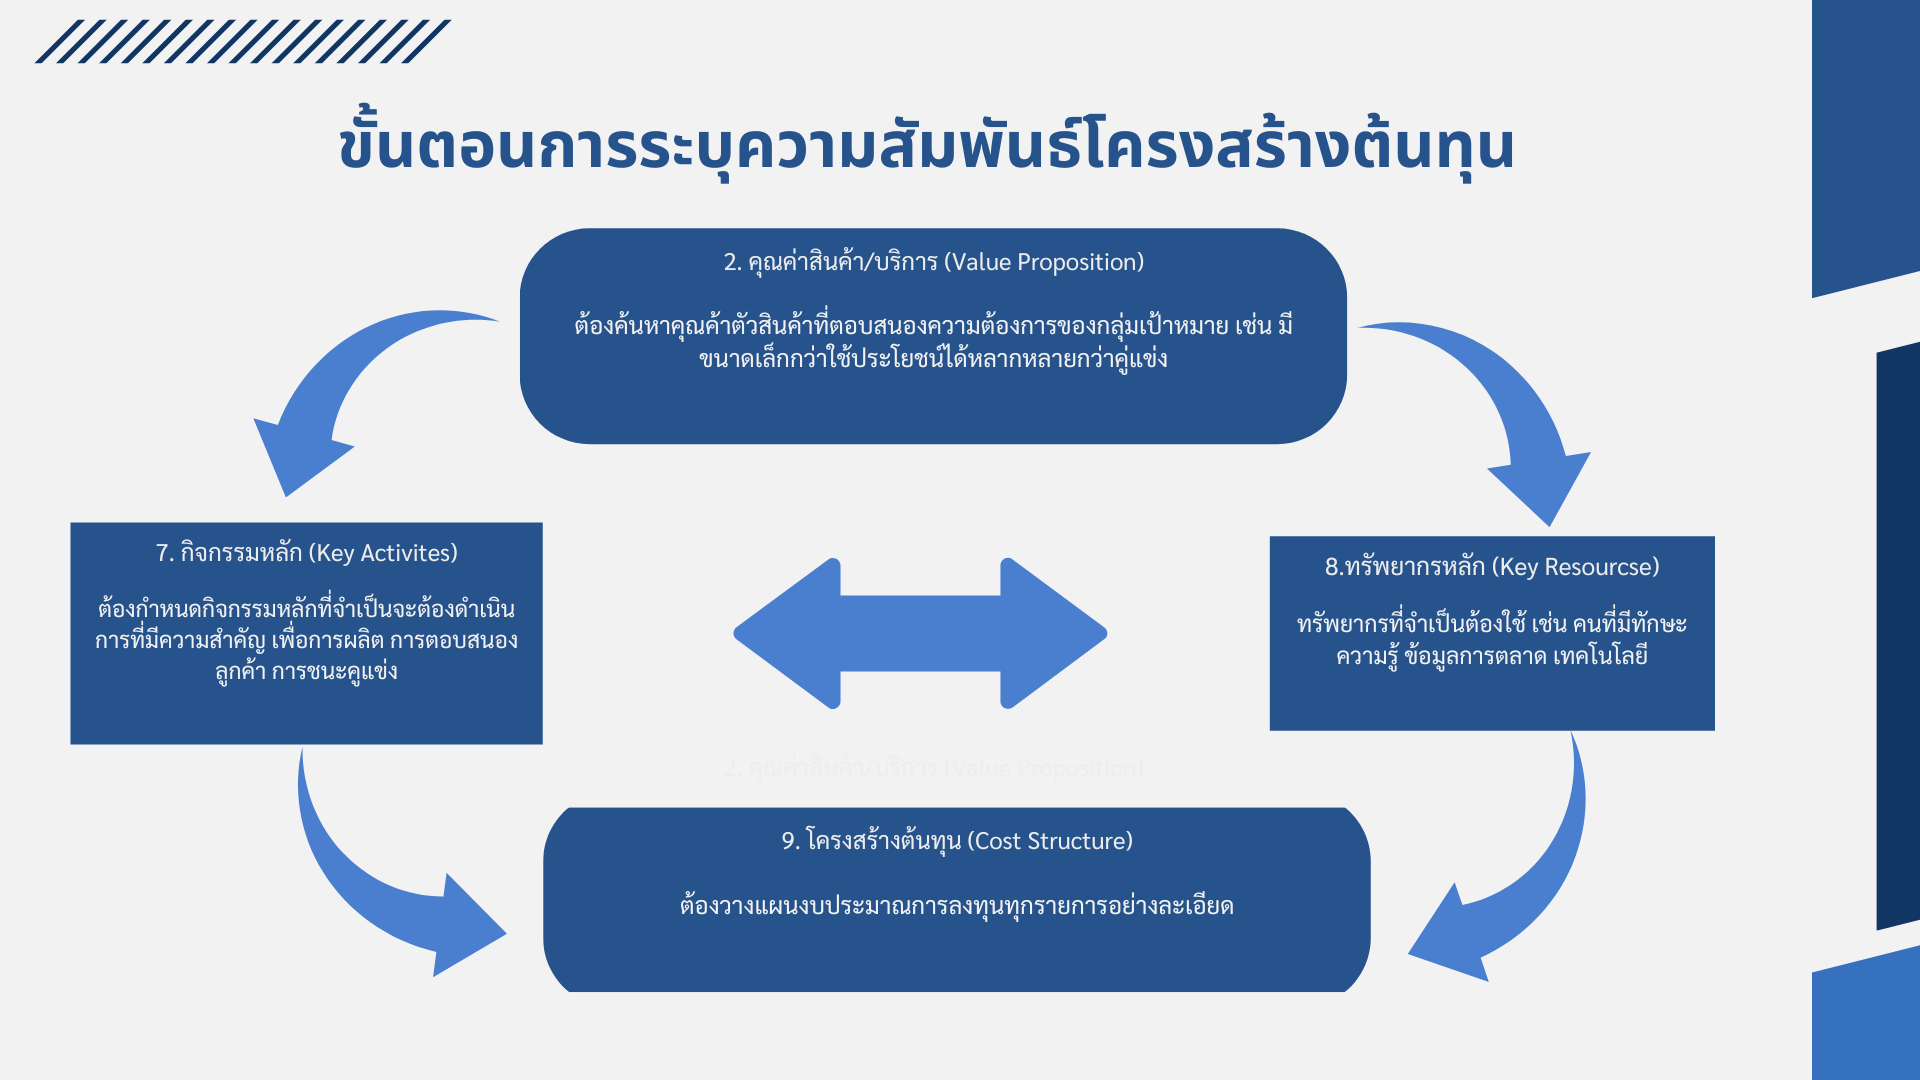 ขั้นตอนการระบุความสัมพันธ์โครงสร้างต้นทุน
2. คุณค่าสินค้า/บริการ (Value Proposition)
ต้องค้นหาคุณค้าตัวสินค้าที่ตอบสนองความต้องการของกลุ่มเป้าหมาย เช่น มี
ขนาดเล็กกว่าใช้ประโยชน์ได้หลากหลายกว่าคู่แข่ง
7. กิจกรรมหลัก (Key Activites)
ต้องกำหนดกิจกรรมหลักที่จำเป็นจะต้องดำเนิน
การที่มีความสำคัญ เพื่อการผลิต การตอบสนอง
ลูกค้า การชนะคูแข่ง
8.ทรัพยากรหลัก (Key Resourcse)
ทรัพยากรที่จำเป็นต้องใช้ เช่น คนที่มีทักษะ
ความรู้ ข้อมูลการตลาด เทคโนโลยี
2. คุณค่าสินค้า/บริการ (Value Proposition)
9. โครงสร้างต้นทุน (Cost Structure)
ต้องวางแผนงบประมาณการลงทุนทุกรายการอย่างละเอียด